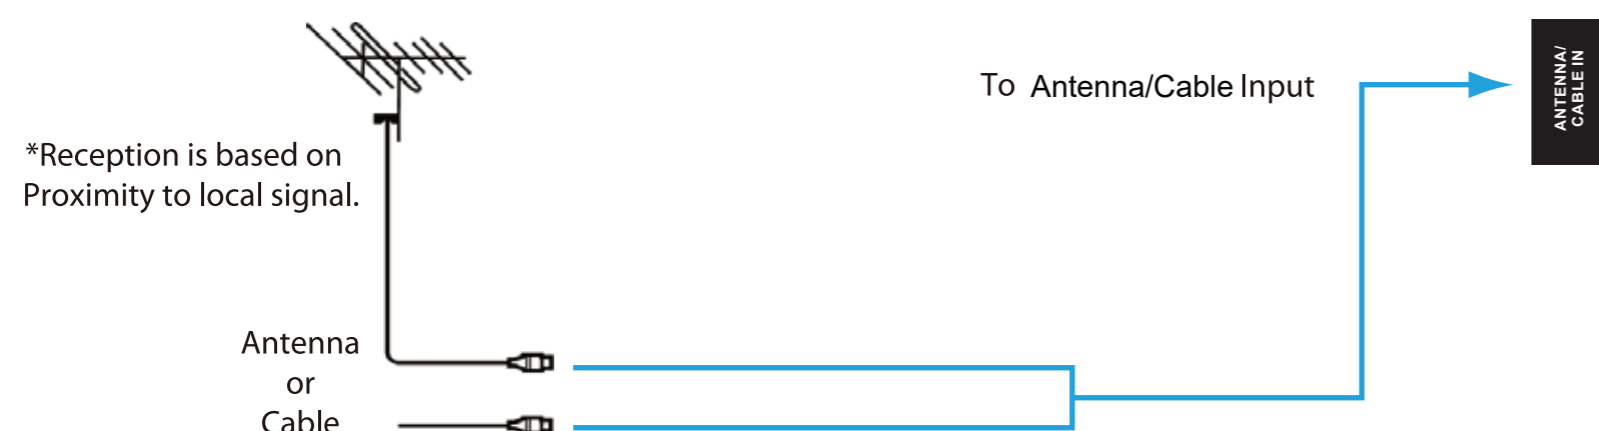 To Antenna/Cable Input
ANTENNA/
CABLE IN
*Reception is based on
Proximity to local signal.
Antenna
or
Cable